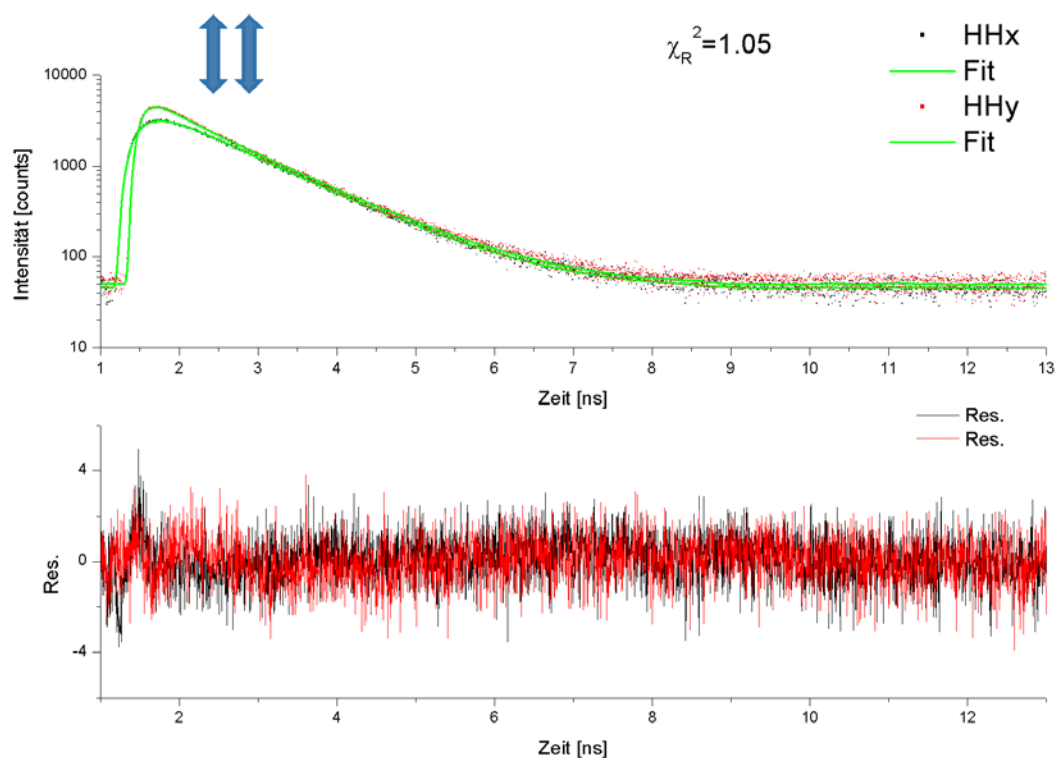 χR²=1.05
HHx
Fit
HHy
Fit
10000
1000
100
10
Intensität [counts]
1 2 3 4 5 6 7 8 9 10 11 12 13
Zeit [ns]
Res.
Res.
4
0
-4
Res.
2 4 6 8 10 12
Zeit [ns]